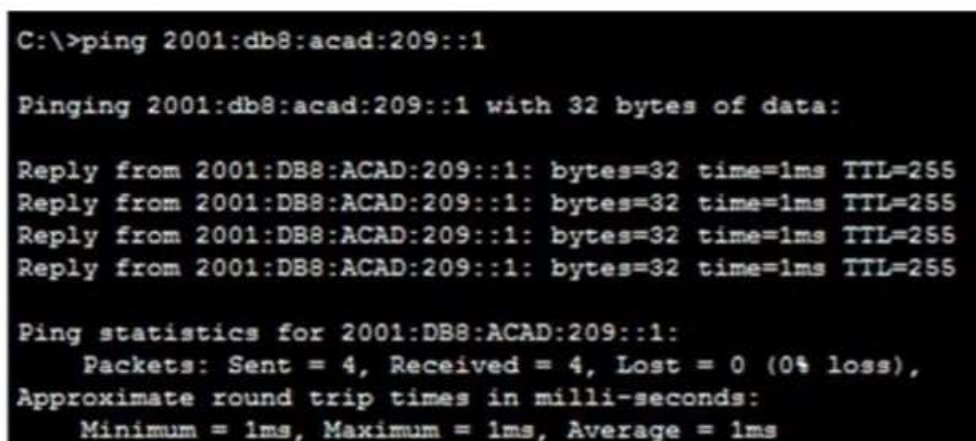 C:\>ping 2001:db8:acad:209::1
Pinging 2001:db8:acad:209::1 with 32 bytes of data:
Reply from 2001:DB8:ACAD:209::1: bytes=32 time=1ms TTL=255
Reply from 2001:DB8:ACAD:209::1: bytes=32 time=1ms TTL=255
Reply from 2001:DB8:ACAD:209::1: bytes=32 time=1ms TTL=255
Reply from 2001:DB8:ACAD:209::1: bytes=32 time=1ms TTL=255
Ping statistics for 2001:DB8:ACAD:209::1:
Packets: Sent = 4, Received = 4, Lost = 0 (0% loss),
Approximate round trip times in milli-seconds:
Minimum = 1ms, Maximum = 1ms, Average = 1ms